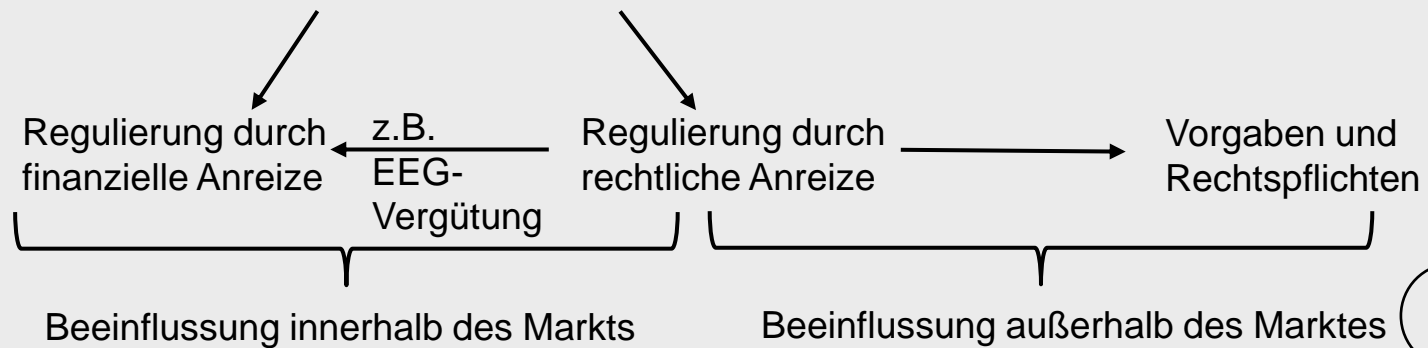 Regulierung durch
finanzielle Anreize
z.B.
EEG-
Vergütung
Regulierung durch
rechtliche Anreize
Vorgaben und
Rechtspflichten
Beeinflussung innerhalb des Markts
Beeinflussung außerhalb des Marktes